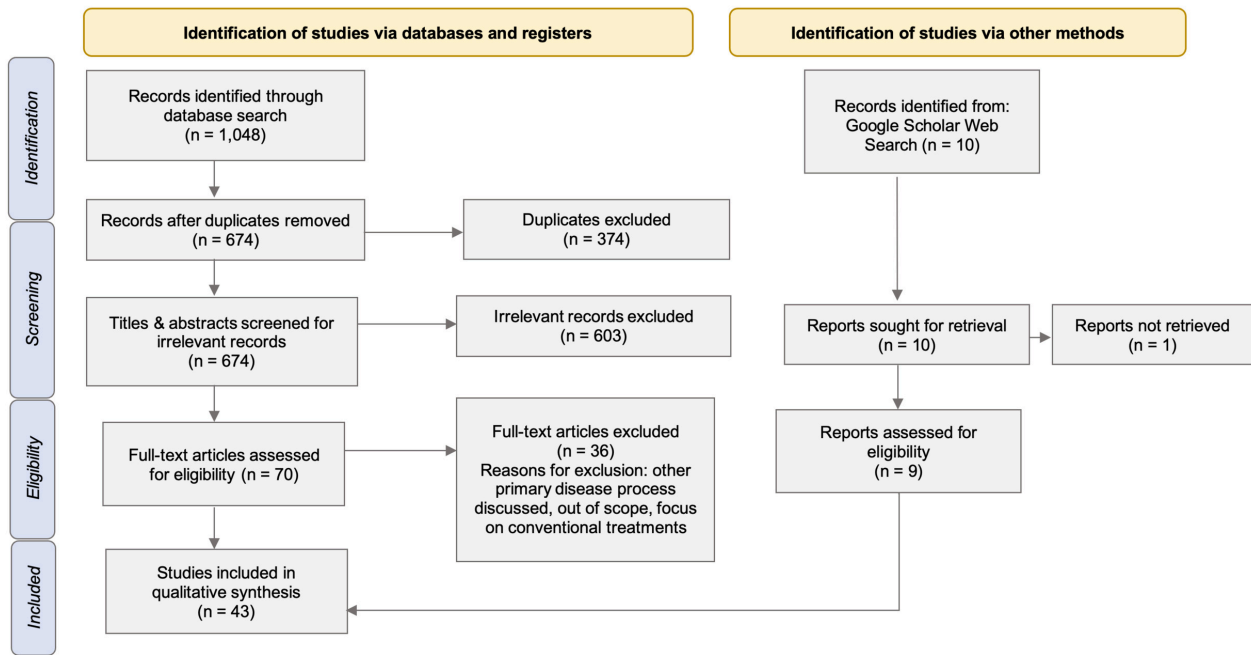 Identification of studies via databases and registers
Identification of studies via other methods
Identification
Records identified through
database search
(n = 1,048)
Records identified from:
Google Scholar Web
Search (n = 10)
Screening
Records after duplicates removed
(n = 674)
Duplicates excluded
(n = 374)
Titles & abstracts screened for
irrelevant records
(n = 674)
Irrelevant records excluded
(n = 603)
Reports sought for retrieval
(n = 10)
Reports not retrieved
(n = 1)
Eligibility
Full-text articles assessed
for eligibility (n = 70)
Full-text articles excluded
(n = 36)
Reasons for exclusion: other
primary disease process
discussed, out of scope, focus
on conventional treatments
Reports assessed for
eligibility
(n = 9)
Included
Studies included in
qualitative synthesis
(n = 43)